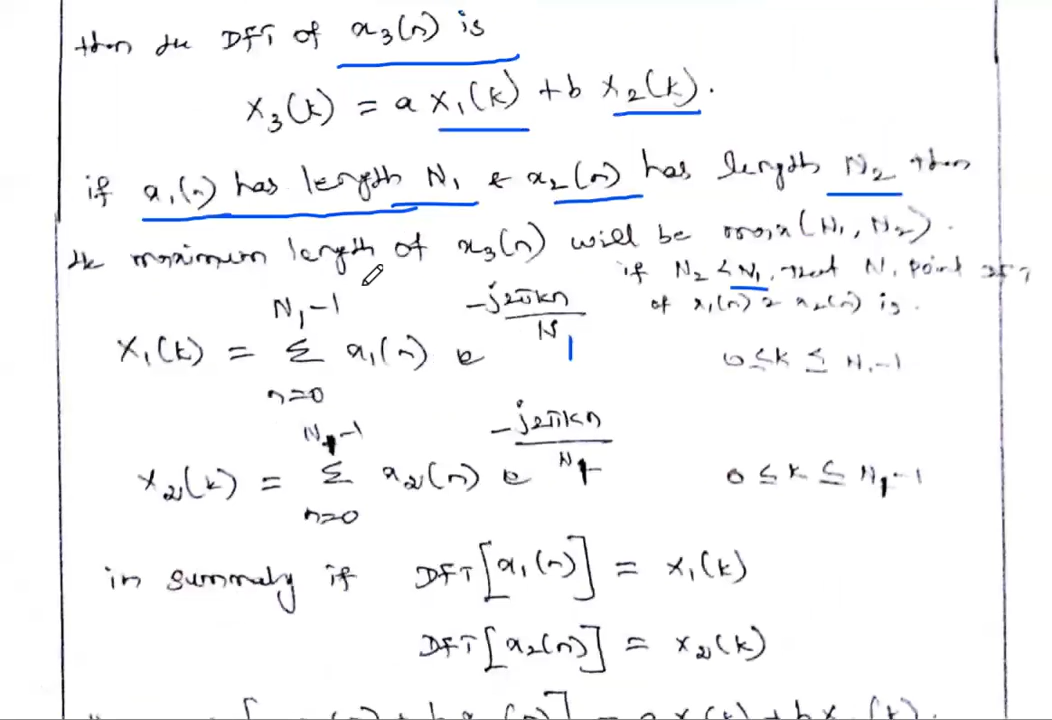 then the DFT of x₃(n) is
X₃(k) = a X₁(k) + b X₂(k).
if x₁(n) has length N₁ & x₂(n) has length N₂ then
the maximum length of x₃(n) will be max(N₁, N₂).
if N₂ < N₁, N₁ point DFT
of x₁(n) & x₂(n) is.
X₁(k) = Σ_{n=0}^{N₁-1} x₁(n) e^{-j2πkn/N₁} 0 ≤ k ≤ N₁-1
X₂(k) = Σ_{n=0}^{N₁-1} x₂(n) e^{-j2πkn/N₁} 0 ≤ k ≤ N₁-1
in summaly if DFT[x₁(n)] = X₁(k)
DFT[x₂(n)] = X₂(k)